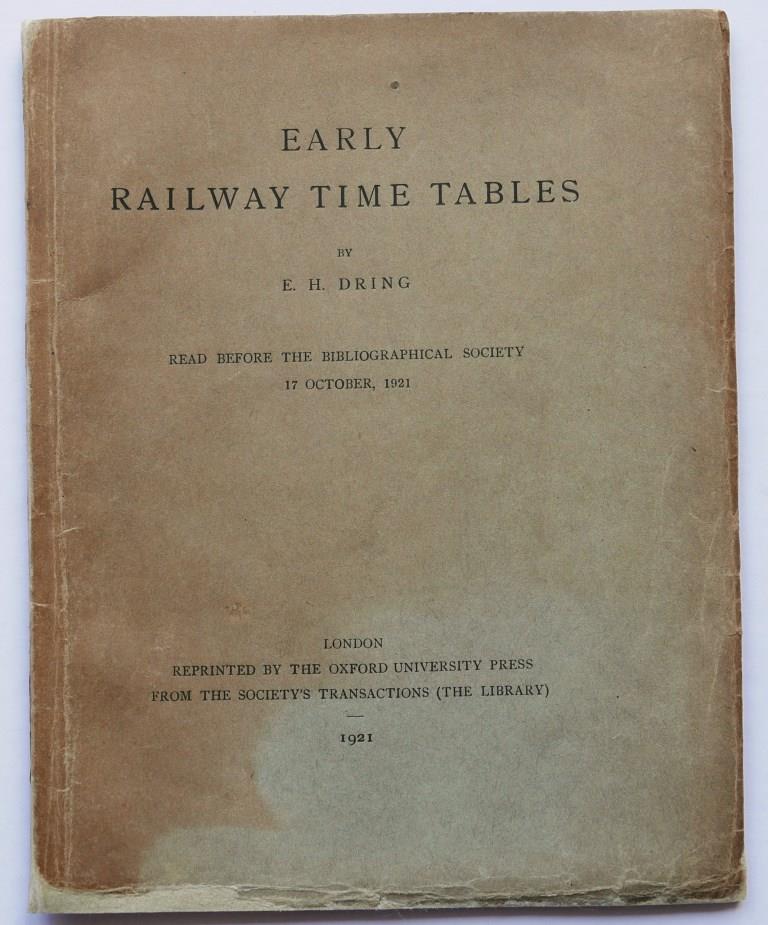 EARLY
RAILWAY TIME TABLES
BY
E. H. DRING
READ BEFORE THE BIBLIOGRAPHICAL SOCIETY
17 OCTOBER, 1921
LONDON
REPRINTED BY THE OXFORD UNIVERSITY PRESS
FROM THE SOCIETY'S TRANSACTIONS (THE LIBRARY)
—
1921